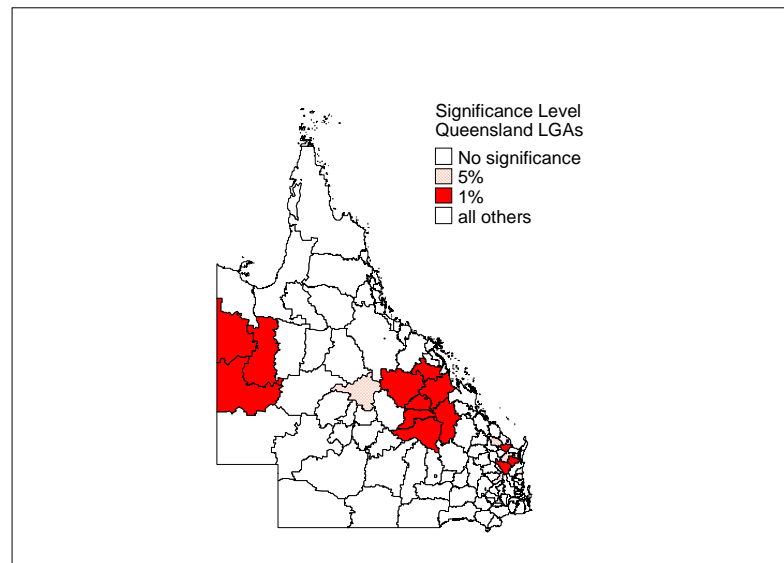 Significance Level
Queensland LGAs
No significance
5%
1%
all others